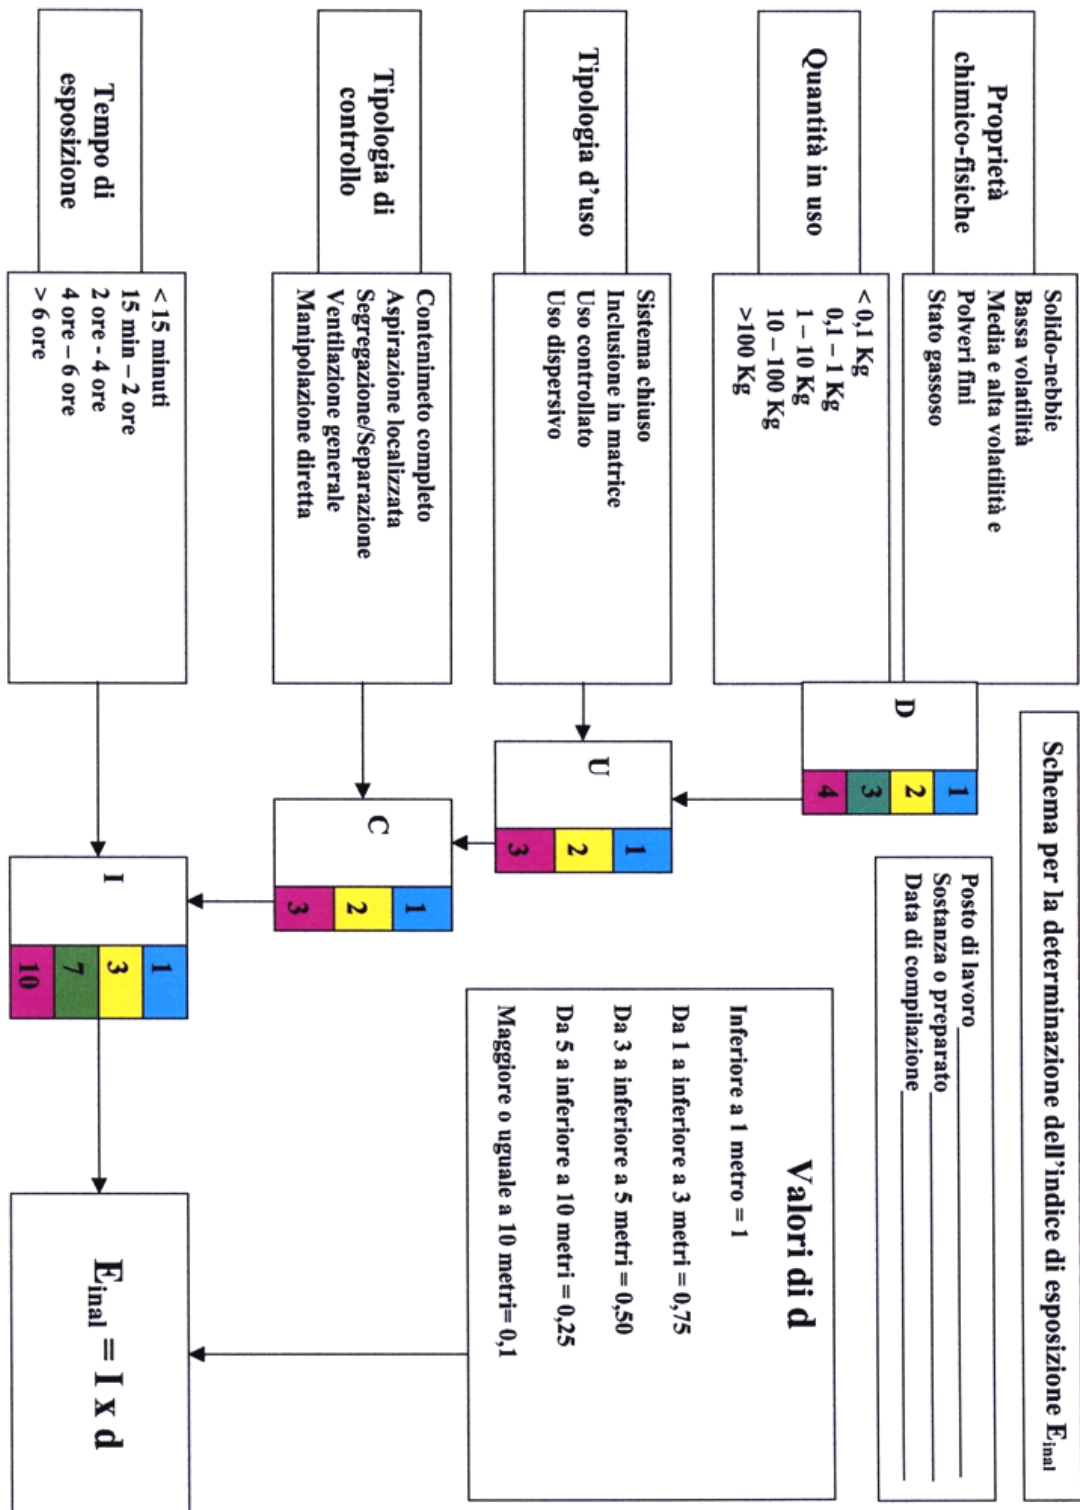 Schema per la determinazione dell'indice di esposizione E_inal
Posto di lavoro
Sostanza o preparato
Data di compilazione
Proprietà
chimico-fisiche
Solido-nebbie
Bassa volatilità
Media e alta volatilità e
Polveri fini
Stato gassoso
Quantità in uso
< 0,1 Kg
0,1 – 1 Kg
1 – 10 Kg
10 – 100 Kg
>100 Kg
D
1
2
3
4
Tipologia d'uso
Sistema chiuso
Inclusione in matrice
Uso controllato
Uso dispersivo
U
1
2
3
Tipologia di
controllo
Contenimeto completo
Aspirazione localizzata
Segregazione/Separazione
Ventilazione generale
Manipolazione diretta
C
1
2
3
Tempo di
esposizione
< 15 minuti
15 min – 2 ore
2 ore - 4 ore
4 ore – 6 ore
> 6 ore
I
1
3
7
10
Valori di d
Inferiore a 1 metro = 1
Da 1 a inferiore a 3 metri = 0,75
Da 3 a inferiore a 5 metri = 0,50
Da 5 a inferiore a 10 metri = 0,25
Maggiore o uguale a 10 metri= 0,1
E_inal = I x d